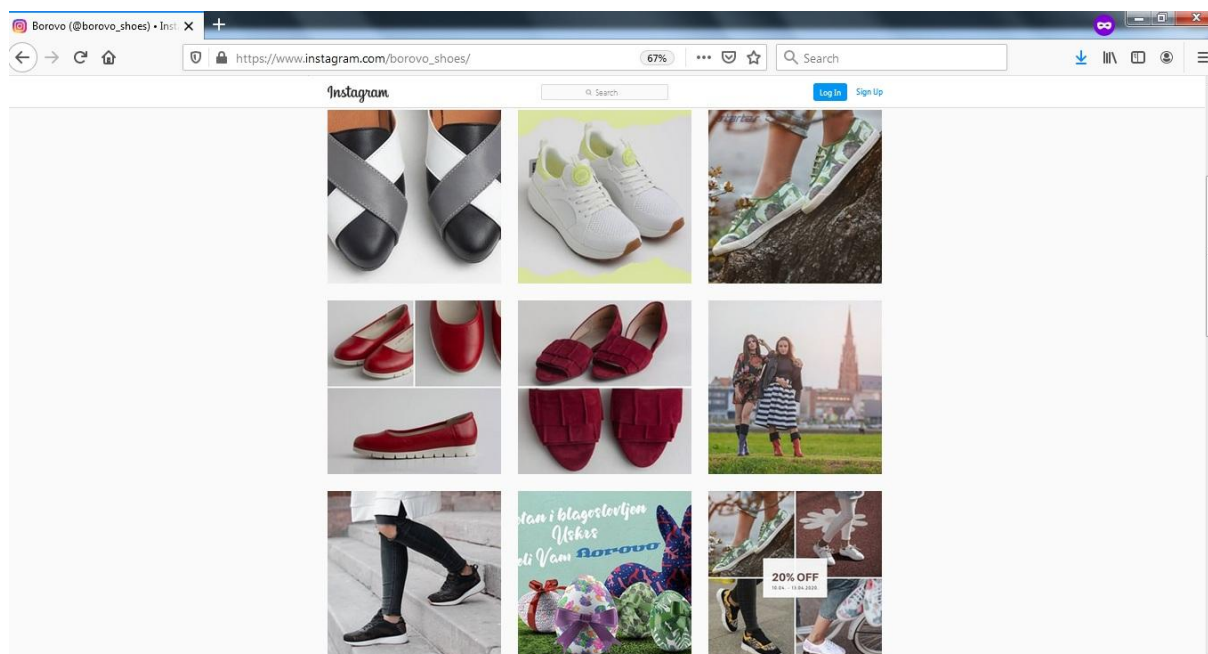 Borovo (@borovo_shoes) • Inst
https://www.instagram.com/borovo_shoes/
67%
Search
Instagram
Search
Log In
Sign Up
startas
tan i blagoslovljen
Uskrs
eli Vam Borovo
20% OFF